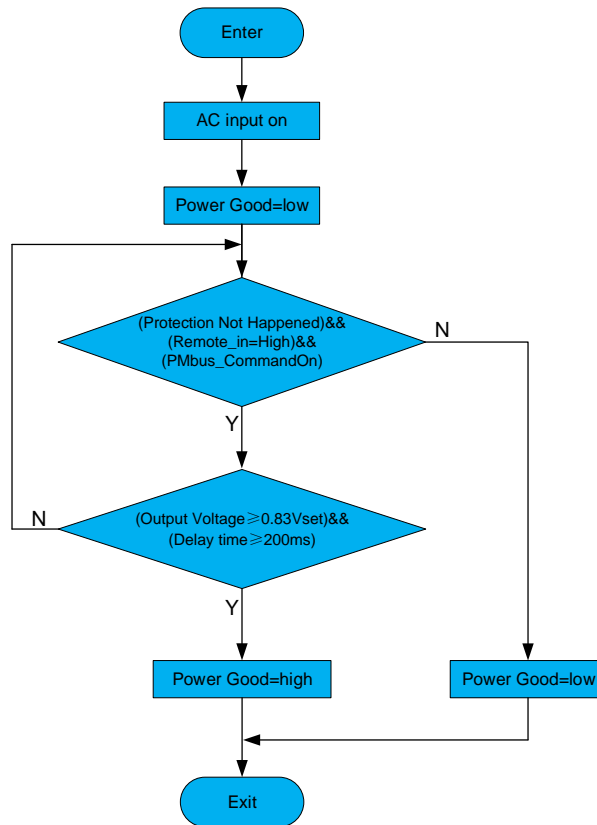 Enter
AC input on
Power Good=low
(Protection Not Happened)&&
(Remote_in=High)&&
(PMbus_CommandOn)
N
Y
(Output Voltage≥0.83Vset)&&
(Delay time≥200ms)
N
Y
Power Good=high
Power Good=low
Exit